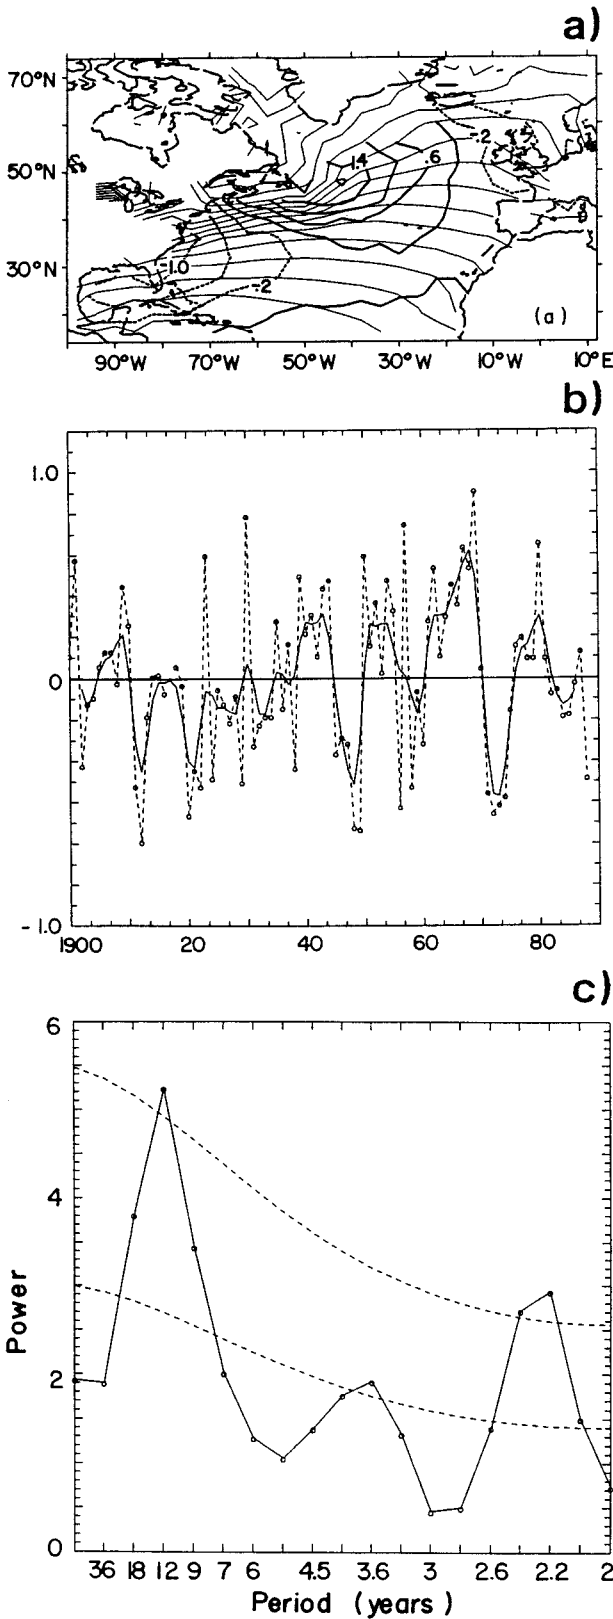 a)
70°N
50°N
30°N
1.4
.6
-.2
-1.0
-.2
(a)
90°W 70°W 50°W 30°W 10°W 10°E
b)
1.0
0
-1.0
1900 20 40 60 80
c)
6
4
2
0
Power
36 18 12 9 7 6 4.5 3.6 3 2.6 2.2 2
Period (years)